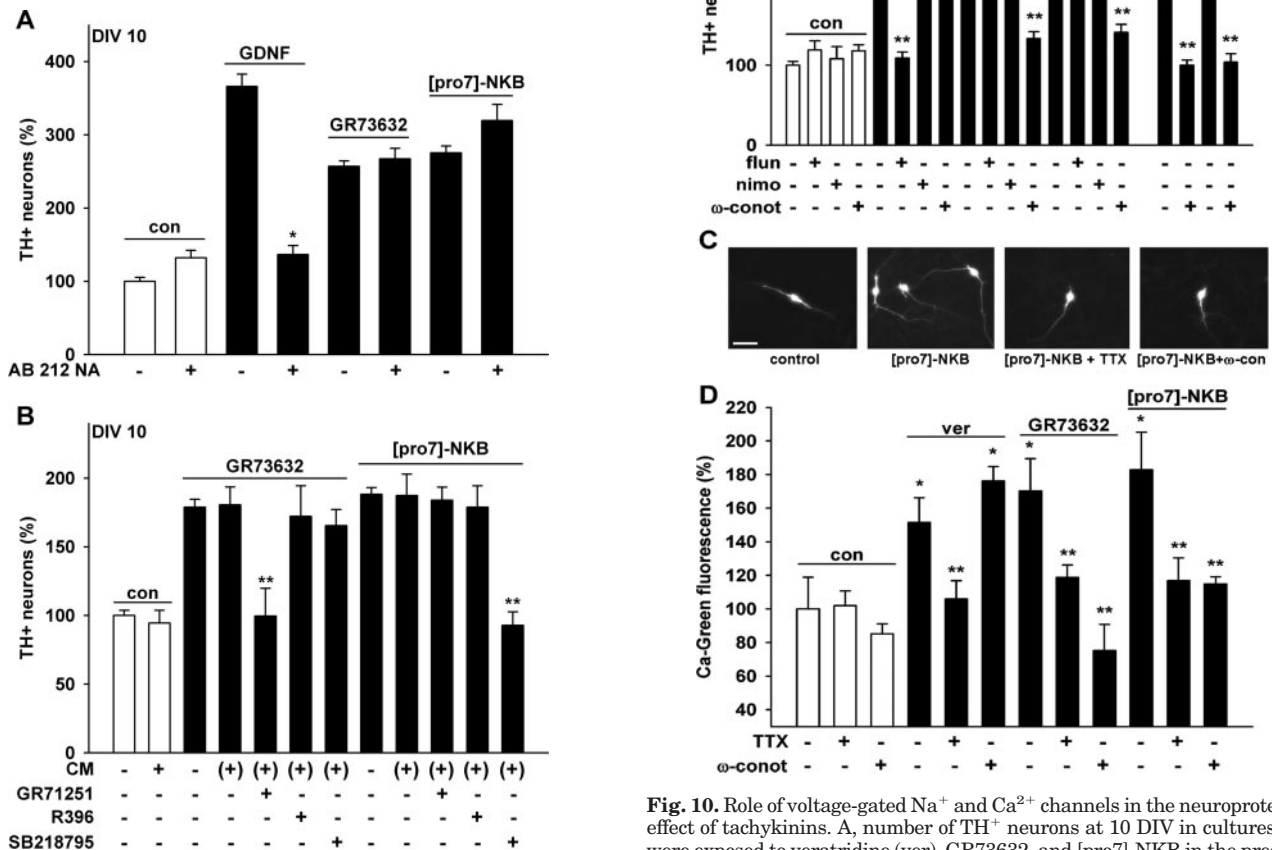 A
DIV 10
TH+ neurons (%)
400
300
200
100
0
con
GDNF
GR73632
[pro7]-NKB
*
AB 212 NA - + - + - + - +
B
DIV 10
TH+ neurons (%)
200
150
100
50
0
con
GR73632
[pro7]-NKB
**
**
CM - + - (+) (+) (+) (+) - (+) (+) (+) (+)
GR71251 - - - - + - - - - + - -
R396 - - - - - + - - - - + -
SB218795 - - - - - - + - - - - +
TH+ ne
100
0
con
** ** ** ** **
flun - + - - - + - - - + - - - + - - - - - -
nimo - - + - - - + - - - + - - - + - - - - -
ω-conot - - - + - - - + - - - + - - - + - + - +
C
control
[pro7]-NKB
[pro7]-NKB + TTX
[pro7]-NKB+ω-con
D
Ca-Green fluorescence (%)
220
200
180
160
140
120
100
80
60
40
con
ver
GR73632
[pro7]-NKB
* ** * * ** ** * ** **
TTX - + - - + - - + - - + -
ω-conot - - + - - + - - + - - +
Fig. 10. Role of voltage-gated Na+ and Ca2+ channels in the neuroprote
effect of tachykinins. A, number of TH+ neurons at 10 DIV in cultures
were exposed to veratridine (ver), GR73632, and [pro7]-NKB in the pres